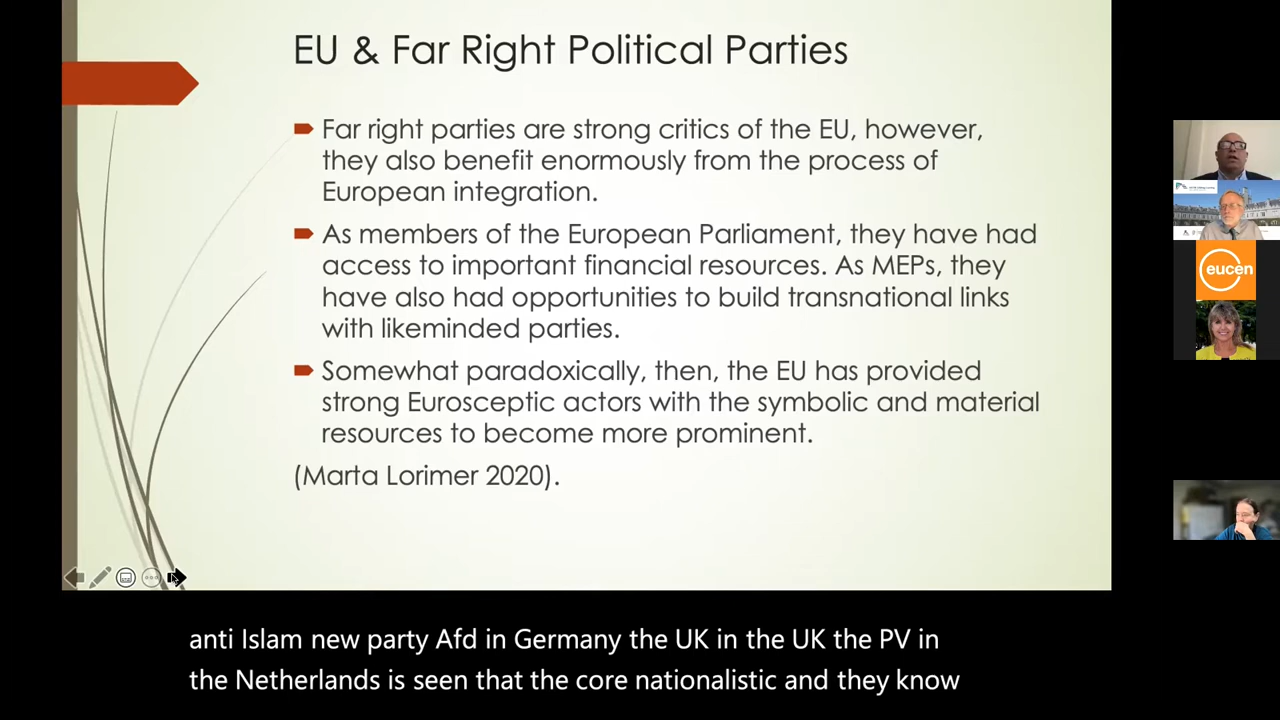 EU & Far Right Political Parties
Far right parties are strong critics of the EU, however,
they also benefit enormously from the process of
European integration.
As members of the European Parliament, they have had
access to important financial resources. As MEPs, they
have also had opportunities to build transnational links
with likeminded parties.
Somewhat paradoxically, then, the EU has provided
strong Eurosceptic actors with the symbolic and material
resources to become more prominent.
(Marta Lorimer 2020).
eucen
anti Islam new party Afd in Germany the UK in the UK the PV in
the Netherlands is seen that the core nationalistic and they know